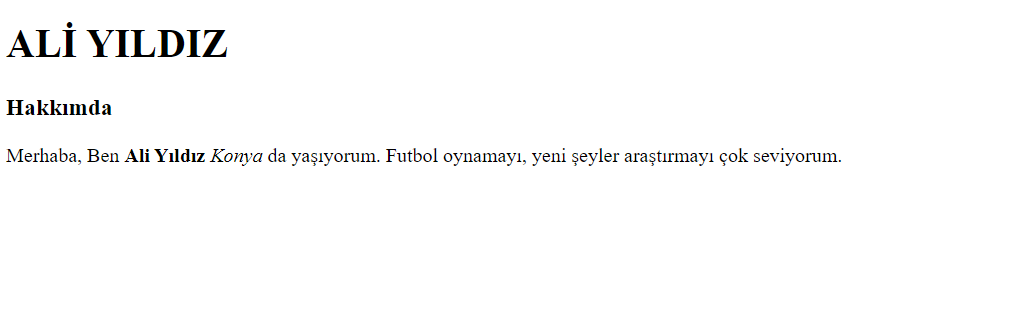 ALİ YILDIZ
Hakkımda
Merhaba, Ben Ali Yıldız Konya da yaşıyorum. Futbol oynamayı, yeni şeyler araştırmayı çok seviyorum.